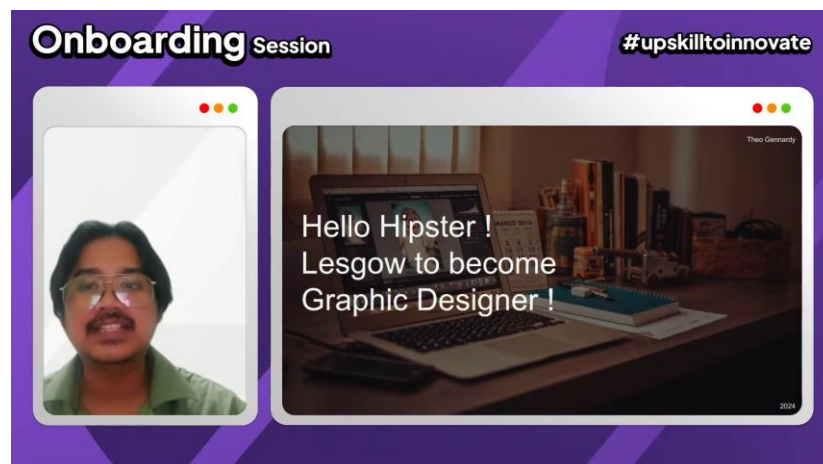 Onboarding Session
#upskilltoinnovate
Theo Gennardy
Hello Hipster !
Lesgow to become
Graphic Designer !
2024